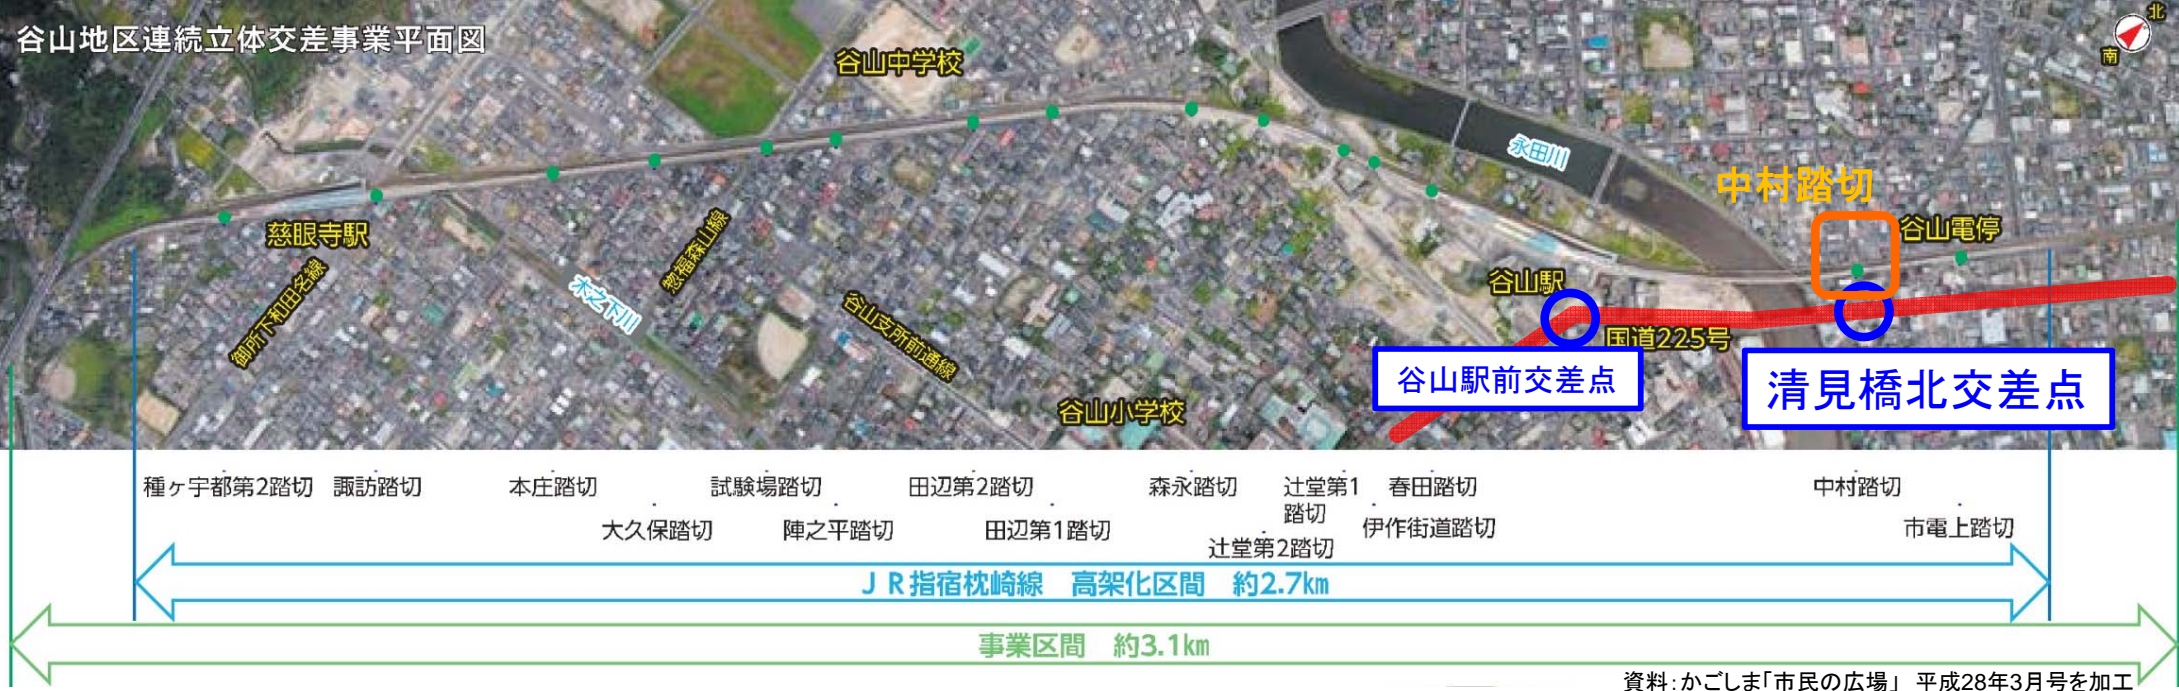 谷山地区連続立体交差事業平面図
北
南
谷山中学校
永田川
中村踏切
谷山電停
慈眼寺駅
御所下和田名線
木之下川
惣福森山線
谷山支所前通線
谷山小学校
谷山駅
国道225号
谷山駅前交差点
清見橋北交差点
種ヶ宇都第2踏切
諏訪踏切
本庄踏切
大久保踏切
試験場踏切
陣之平踏切
田辺第2踏切
田辺第1踏切
森永踏切
辻堂第2踏切
辻堂第1
踏切
伊作街道踏切
春田踏切
中村踏切
市電上踏切
ＪＲ指宿枕崎線　高架化区間　約2.7㎞
事業区間　約3.1㎞
資料：かごしま「市民の広場」　平成28年3月号を加工